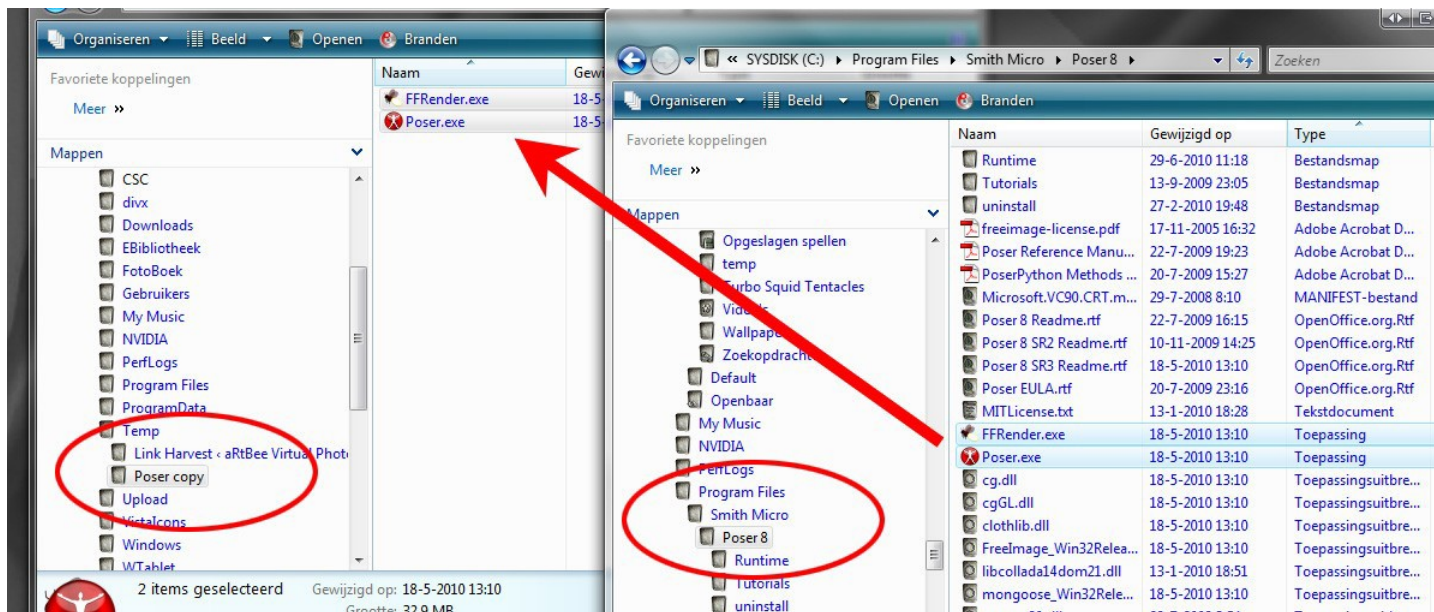 Organiseren Beeld Openen Branden
Favoriete koppelingen
Meer »
Mappen
CSC
divx
Downloads
EBibliotheek
FotoBoek
Gebruikers
My Music
NVIDIA
PerfLogs
Program Files
ProgramData
Temp
Link Harvest ‹ aRtBee Virtual Phot
Poser copy
Upload
VistaIcons
Windows
WTablet
Naam Gewi
FFRender.exe 18-5-
Poser.exe 18-5-
2 items geselecteerd Gewijzigd op: 18-5-2010 13:10
Grootte: 32,9 MB
« SYSDISK (C:) Program Files Smith Micro Poser 8
Zoeken
Organiseren Beeld Openen Branden
Favoriete koppelingen
Meer »
Mappen
Opgeslagen spellen
temp
Turbo Squid Tentacles
Video's
Wallpaper
Zoekopdracht
Default
Openbaar
My Music
NVIDIA
PerfLogs
Program Files
Smith Micro
Poser 8
Runtime
Tutorials
uninstall
Naam Gewijzigd op Type
Runtime 29-6-2010 11:18 Bestandsmap
Tutorials 13-9-2009 23:05 Bestandsmap
uninstall 27-2-2010 19:48 Bestandsmap
freeimage-license.pdf 17-11-2005 16:32 Adobe Acrobat D...
Poser Reference Manu... 22-7-2009 19:23 Adobe Acrobat D...
PoserPython Methods ... 20-7-2009 15:27 Adobe Acrobat D...
Microsoft.VC90.CRT.m... 29-7-2008 8:10 MANIFEST-bestand
Poser 8 Readme.rtf 22-7-2009 16:15 OpenOffice.org.Rtf
Poser 8 SR2 Readme.rtf 10-11-2009 14:25 OpenOffice.org.Rtf
Poser 8 SR3 Readme.rtf 18-5-2010 13:10 OpenOffice.org.Rtf
Poser EULA.rtf 20-7-2009 23:16 OpenOffice.org.Rtf
MITLicense.txt 13-1-2010 18:28 Tekstdocument
FFRender.exe 18-5-2010 13:10 Toepassing
Poser.exe 18-5-2010 13:10 Toepassing
cg.dll 18-5-2010 13:10 Toepassingsuitbre...
cgGL.dll 18-5-2010 13:10 Toepassingsuitbre...
clothlib.dll 18-5-2010 13:10 Toepassingsuitbre...
FreeImage_Win32Relea... 18-5-2010 13:10 Toepassingsuitbre...
libcollada14dom21.dll 13-1-2010 18:51 Toepassingsuitbre...
mongoose_Win32Rele... 18-5-2010 13:10 Toepassingsuitbre...